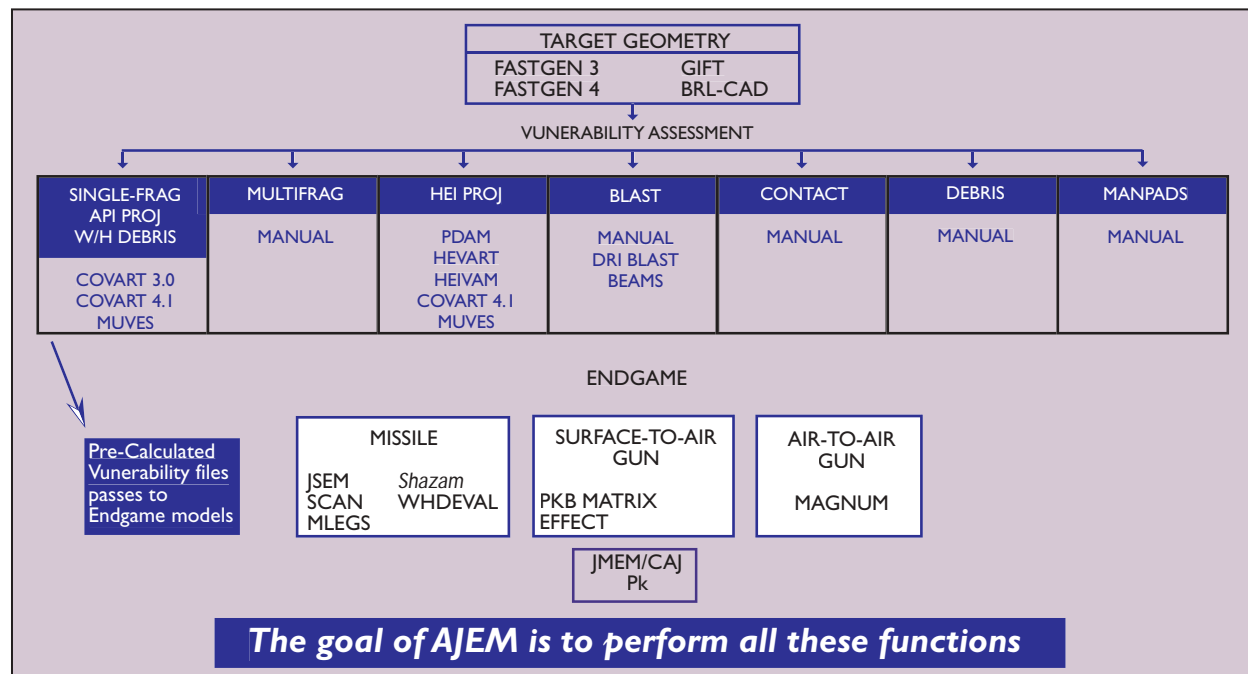 TARGET GEOMETRY
FASTGEN 3 GIFT
FASTGEN 4 BRL-CAD
VUNERABILITY ASSESSMENT
SINGLE-FRAG
API PROJ
W/H DEBRIS
COVART 3.0
COVART 4.1
MUVES
MULTIFRAG
MANUAL
HEI PROJ
PDAM
HEVART
HEIVAM
COVART 4.1
MUVES
BLAST
MANUAL
DRI BLAST
BEAMS
CONTACT
MANUAL
DEBRIS
MANUAL
MANPADS
MANUAL
Pre-Calculated
Vunerability files
passes to
Endgame models
ENDGAME
MISSILE
JSEM Shazam
SCAN WHDEVAL
MLEGS
SURFACE-TO-AIR
GUN
PKB MATRIX
EFFECT
AIR-TO-AIR
GUN
MAGNUM
JMEM/CAJ
Pk
The goal of AJEM is to perform all these functions